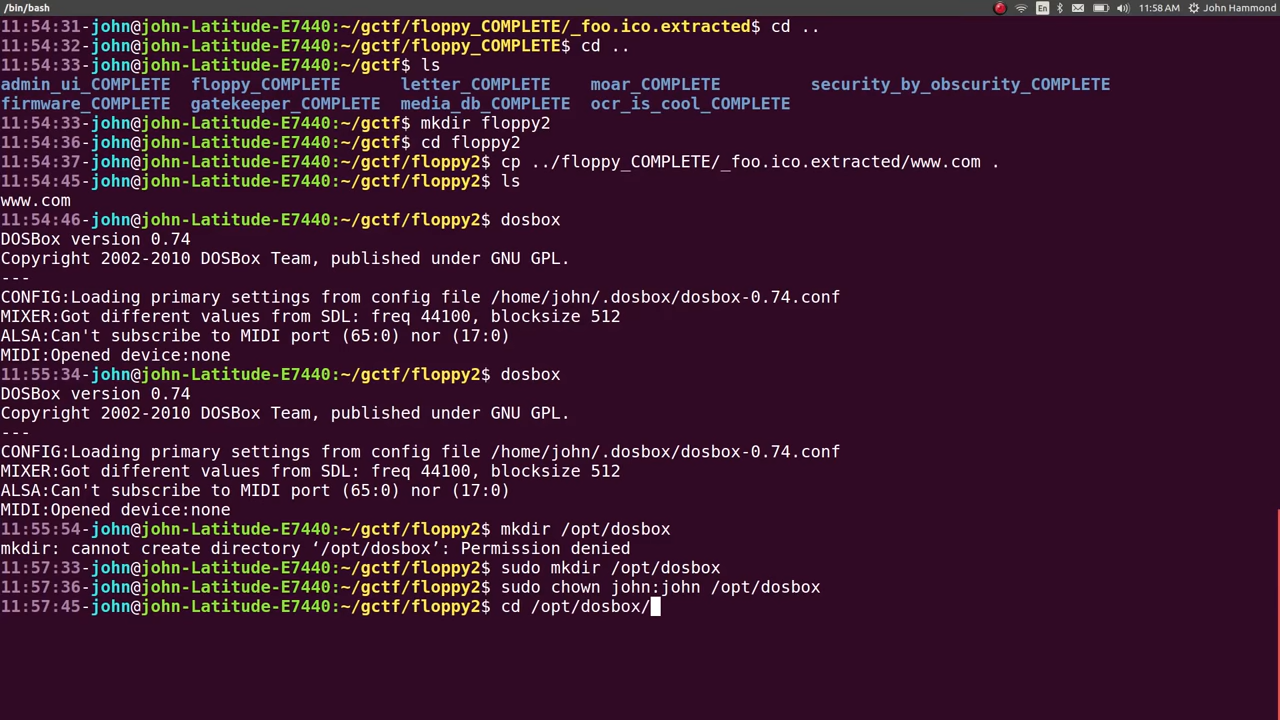 /bin/bash
En
11:58 AM
John Hammond
11:54:31-john@john-Latitude-E7440:~/gctf/floppy_COMPLETE/_foo.ico.extracted$ cd ..
11:54:32-john@john-Latitude-E7440:~/gctf/floppy_COMPLETE$ cd ..
11:54:33-john@john-Latitude-E7440:~/gctf$ ls
admin_ui_COMPLETE  floppy_COMPLETE      letter_COMPLETE    moar_COMPLETE         security_by_obscurity_COMPLETE
firmware_COMPLETE  gatekeeper_COMPLETE  media_db_COMPLETE  ocr_is_cool_COMPLETE
11:54:33-john@john-Latitude-E7440:~/gctf$ mkdir floppy2
11:54:36-john@john-Latitude-E7440:~/gctf$ cd floppy2
11:54:37-john@john-Latitude-E7440:~/gctf/floppy2$ cp ../floppy_COMPLETE/_foo.ico.extracted/www.com .
11:54:45-john@john-Latitude-E7440:~/gctf/floppy2$ ls
www.com
11:54:46-john@john-Latitude-E7440:~/gctf/floppy2$ dosbox
DOSBox version 0.74
Copyright 2002-2010 DOSBox Team, published under GNU GPL.
---
CONFIG:Loading primary settings from config file /home/john/.dosbox/dosbox-0.74.conf
MIXER:Got different values from SDL: freq 44100, blocksize 512
ALSA:Can't subscribe to MIDI port (65:0) nor (17:0)
MIDI:Opened device:none
11:55:34-john@john-Latitude-E7440:~/gctf/floppy2$ dosbox
DOSBox version 0.74
Copyright 2002-2010 DOSBox Team, published under GNU GPL.
---
CONFIG:Loading primary settings from config file /home/john/.dosbox/dosbox-0.74.conf
MIXER:Got different values from SDL: freq 44100, blocksize 512
ALSA:Can't subscribe to MIDI port (65:0) nor (17:0)
MIDI:Opened device:none
11:55:54-john@john-Latitude-E7440:~/gctf/floppy2$ mkdir /opt/dosbox
mkdir: cannot create directory ‘/opt/dosbox’: Permission denied
11:57:33-john@john-Latitude-E7440:~/gctf/floppy2$ sudo mkdir /opt/dosbox
11:57:36-john@john-Latitude-E7440:~/gctf/floppy2$ sudo chown john:john /opt/dosbox
11:57:45-john@john-Latitude-E7440:~/gctf/floppy2$ cd /opt/dosbox/